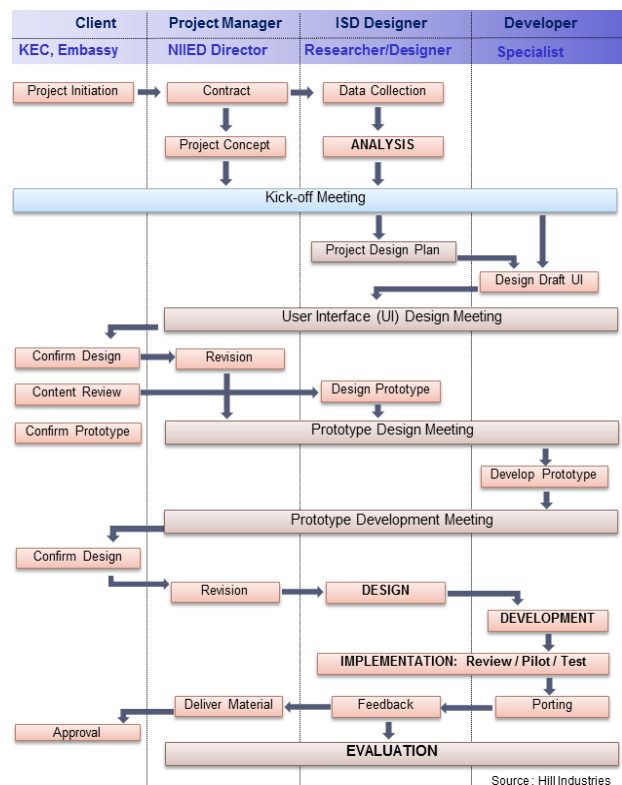 Client Project Manager ISD Designer Developer
KEC, Embassy NIIED Director Researcher/Designer Specialist
Project Initiation Contract Data Collection
Project Concept ANALYSIS
Kick-off Meeting
Project Design Plan
Design Draft UI
User Interface (UI) Design Meeting
Confirm Design Revision
Content Review Design Prototype
Confirm Prototype Prototype Design Meeting
Develop Prototype
Prototype Development Meeting
Confirm Design
Revision DESIGN
DEVELOPMENT
IMPLEMENTATION: Review / Pilot / Test
Deliver Material Feedback Porting
Approval
EVALUATION
Source: Hill Industries